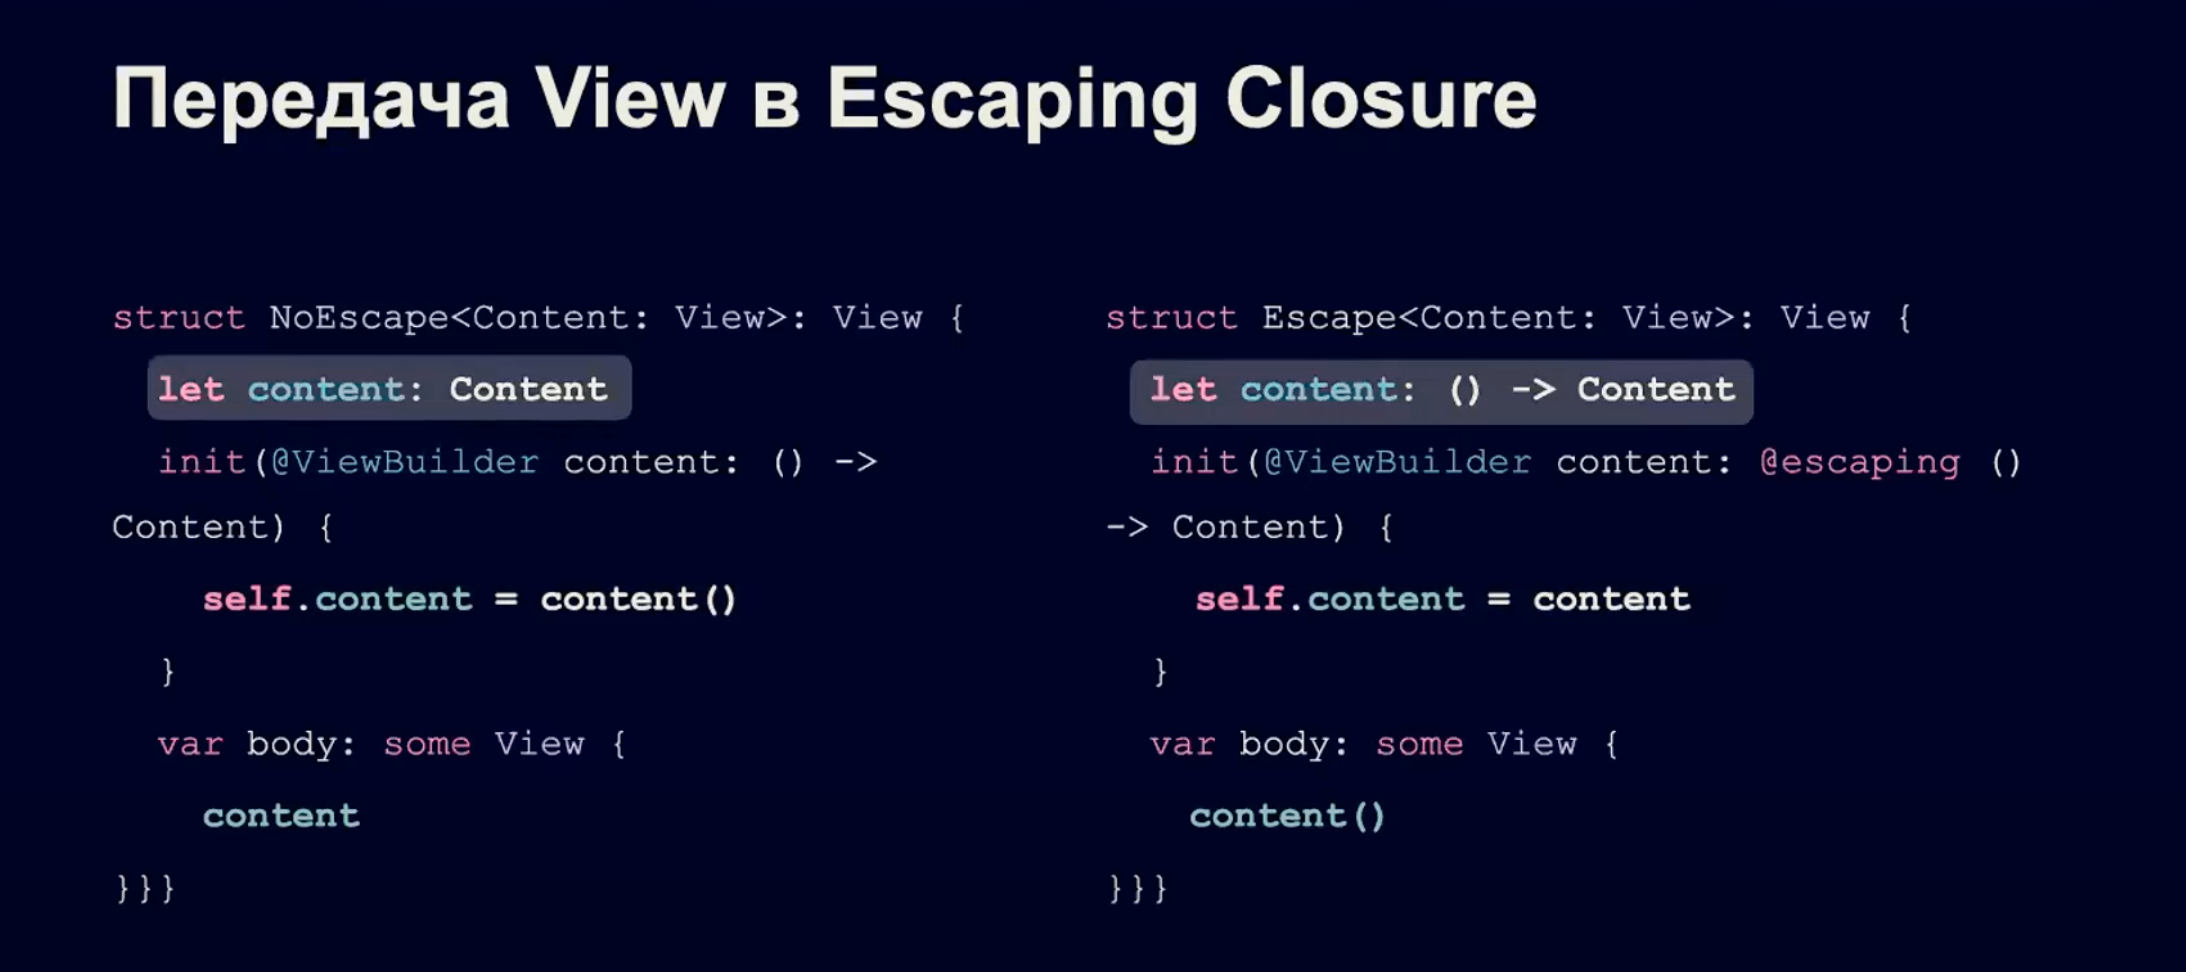 Передача View в Escaping Closure
struct NoEscape<Content: View>: View {
let content: Content
init(@ViewBuilder content: () ->
Content) {
self.content = content()
}
var body: some View {
content
}}}
struct Escape<Content: View>: View {
let content: () -> Content
init(@ViewBuilder content: @escaping ()
-> Content) {
self.content = content
}
var body: some View {
content()
}}}